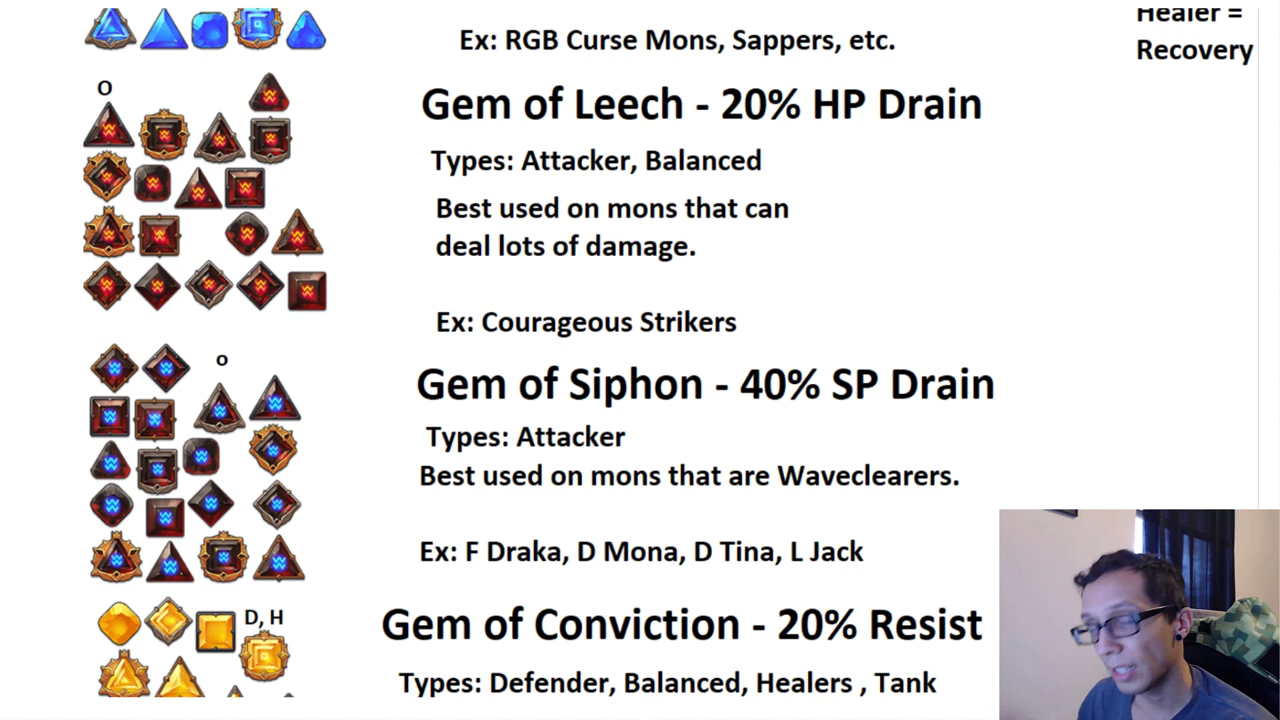 Healer =
Recovery
Ex: RGB Curse Mons, Sappers, etc.
O
Gem of Leech - 20% HP Drain
Types: Attacker, Balanced
Best used on mons that can
deal lots of damage.
Ex: Courageous Strikers
o
Gem of Siphon - 40% SP Drain
Types: Attacker
Best used on mons that are Waveclearers.
Ex: F Draka, D Mona, D Tina, L Jack
D, H
Gem of Conviction - 20% Resist
Types: Defender, Balanced, Healers , Tank